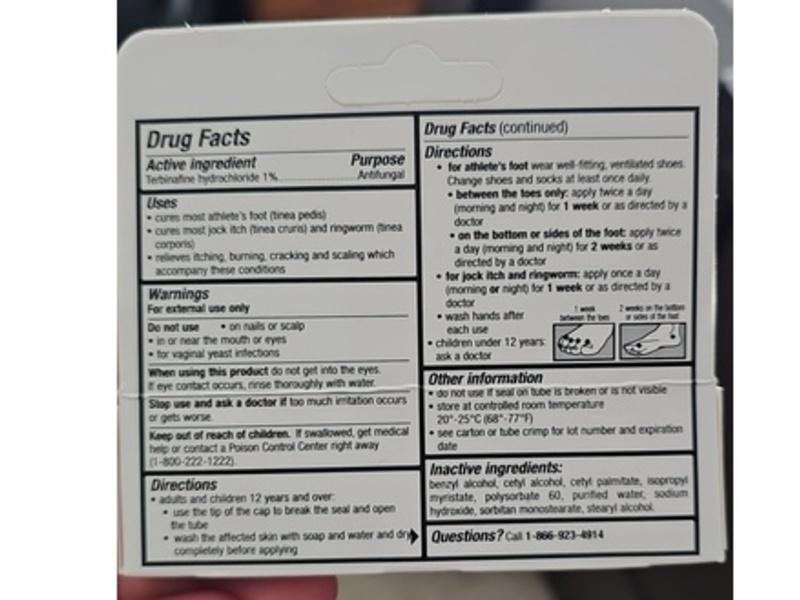 Drug Facts
Active ingredient Purpose
Terbinafine hydrochloride 1%......................Antifungal
Uses
• cures most athlete's foot (tinea pedis)
• cures most jock itch (tinea cruris) and ringworm (tinea
corporis)
• relieves itching, burning, cracking and scaling which
accompany these conditions
Warnings
For external use only
Do not use • on nails or scalp
• in or near the mouth or eyes
• for vaginal yeast infections
When using this product do not get into the eyes.
If eye contact occurs, rinse thoroughly with water.
Stop use and ask a doctor if too much irritation occurs
or gets worse.
Keep out of reach of children. If swallowed, get medical
help or contact a Poison Control Center right away
(1-800-222-1222).
Directions
• adults and children 12 years and over:
• use the tip of the cap to break the seal and open
the tube
• wash the affected skin with soap and water and dry
completely before applying
Drug Facts (continued)
Directions
• for athlete's foot wear well-fitting, ventilated shoes.
Change shoes and socks at least once daily.
• between the toes only: apply twice a day
(morning and night) for 1 week or as directed by a
doctor
• on the bottom or sides of the foot: apply twice
a day (morning and night) for 2 weeks or as
directed by a doctor
• for jock itch and ringworm: apply once a day
(morning or night) for 1 week or as directed by a
doctor
• wash hands after
each use
• children under 12 years:
ask a doctor
1 week
between the toes
2 weeks on the bottom
or sides of the foot
Other information
• do not use if seal on tube is broken or is not visible
• store at controlled room temperature
20°-25°C (68°-77°F)
• see carton or tube crimp for lot number and expiration
date
Inactive ingredients:
benzyl alcohol, cetyl alcohol, cetyl palmitate, isopropyl
myristate, polysorbate 60, purified water, sodium
hydroxide, sorbitan monostearate, stearyl alcohol.
Questions? Call 1-866-923-4914